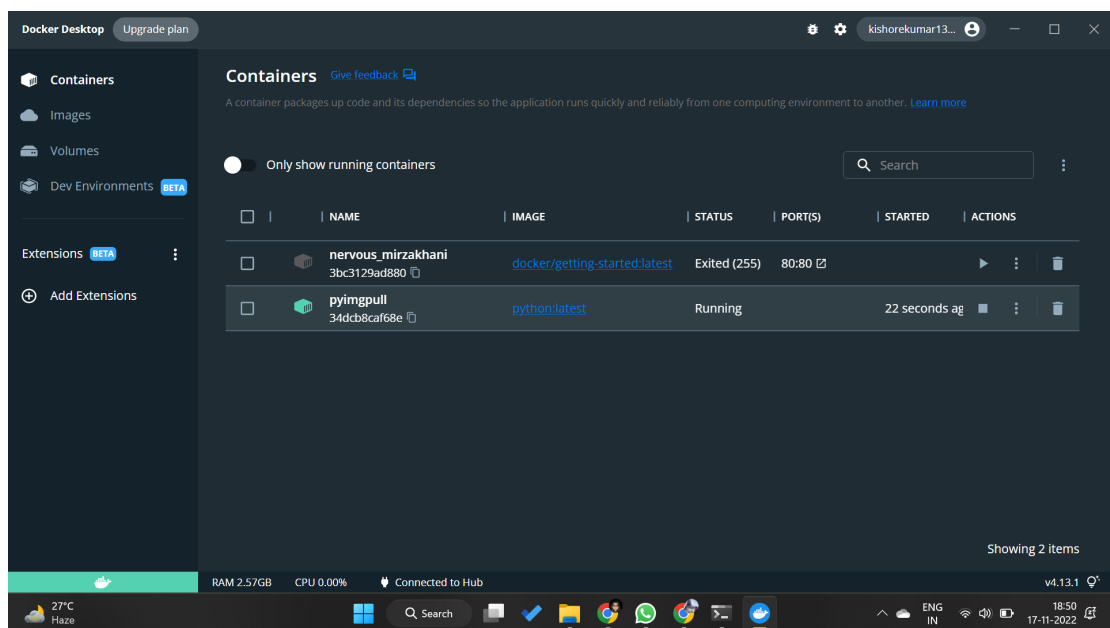 Docker Desktop Upgrade plan kishorekumar13...
Containers
Images
Volumes
Dev Environments BETA
Extensions BETA
Add Extensions
Containers Give feedback
A container packages up code and its dependencies so the application runs quickly and reliably from one computing environment to another. Learn more
Only show running containers Search
NAME IMAGE STATUS PORT(S) STARTED ACTIONS
nervous_mirzakhani
3bc3129ad880 docker/getting-started:latest Exited (255) 80:80
pyimgpull
34dcb8caf68e python:latest Running 22 seconds ag
Showing 2 items
RAM 2.57GB CPU 0.00% Connected to Hub v4.13.1
27°C
Haze
Search
ENG
IN
18:50
17-11-2022